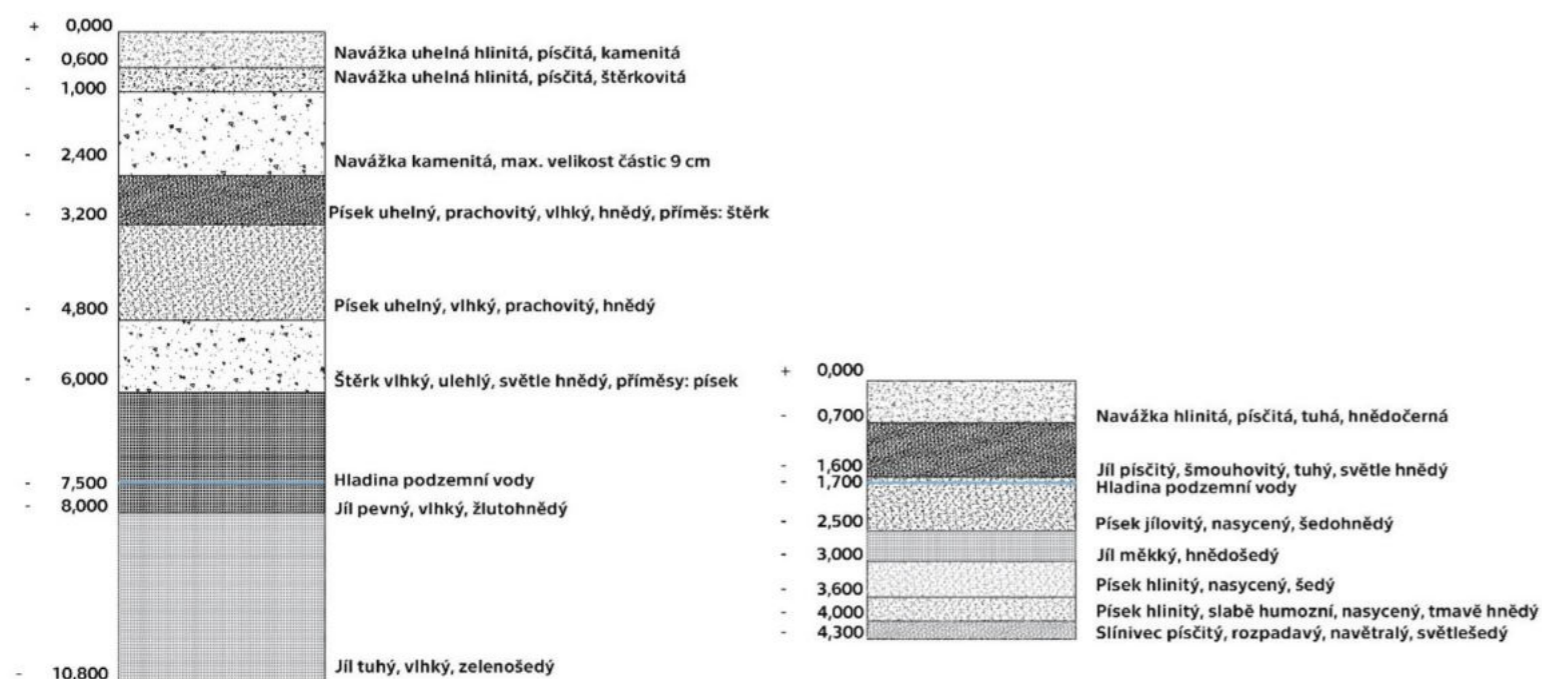 + 0,000
- 0,600 Navážka uhelná hlinitá, písčitá, kamenitá
- 1,000 Navážka uhelná hlinitá, písčitá, štěrkovitá
- 2,400 Navážka kamenitá, max. velikost částic 9 cm
- 3,200 Písek uhelný, prachovitý, vlhký, hnědý, příměs: štěrk
- 4,800 Písek uhelný, vlhký, prachovitý, hnědý
- 6,000 Štěrk vlhký, ulehlý, světle hnědý, příměsy: písek
- 7,500 Hladina podzemní vody
- 8,000 Jíl pevný, vlhký, žlutohnědý
- 10,800 Jíl tuhý, vlhký, zelenošedý
+ 0,000
- 0,700 Navážka hlinitá, písčitá, tuhá, hnědočerná
- 1,600 Jíl písčitý, šmouhovitý, tuhý, světle hnědý
- 1,700 Hladina podzemní vody
- 2,500 Písek jílovitý, nasycený, šedohnědý
- 3,000 Jíl měkký, hnědošedý
- 3,600 Písek hlinitý, nasycený, šedý
- 4,000 Písek hlinitý, slabě humozní, nasycený, tmavě hnědý
- 4,300 Slínivec písčitý, rozpadavý, navětralý, světlešedý